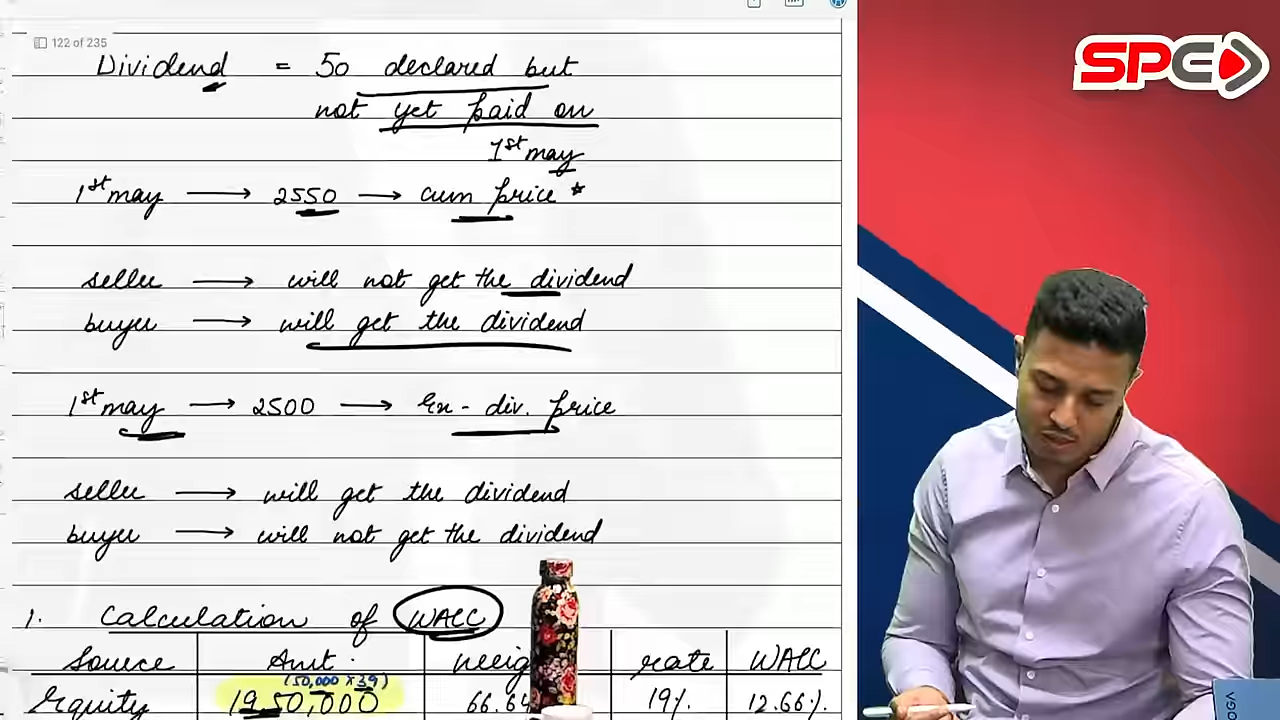 122 of 235
SPC
Dividend = 50 declared but
not yet paid on
1st may
1st may → 2550 → cum price *
seller → will not get the dividend
buyer → will get the dividend
1st may → 2500 → Ex-div. price
seller → will get the dividend
buyer → will not get the dividend
1. Calculation of WACC
Source Amt. weig rate WACC
(50,000 x 39)
Equity 19,50,000 66.64 19% 12.66%